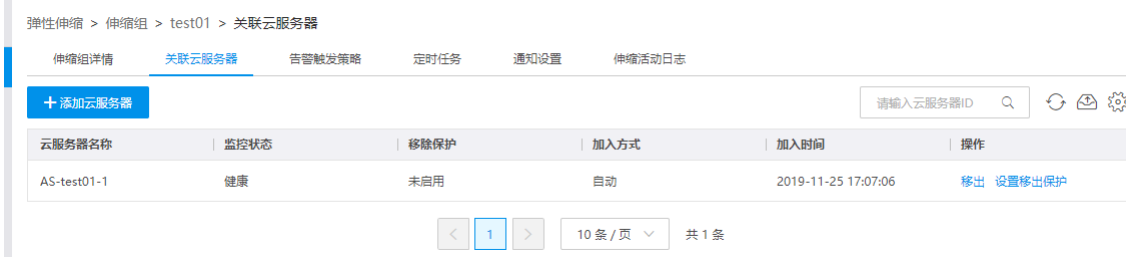 弹性伸缩 > 伸缩组 > test01 > 关联云服务器
伸缩组详情 关联云服务器 告警触发策略 定时任务 通知设置 伸缩活动日志
+ 添加云服务器 请输入云服务器ID
云服务器名称 监控状态 移除保护 加入方式 加入时间 操作
AS-test01-1 健康 未启用 自动 2019-11-25 17:07:06 移出 设置移出保护
< 1 > 10 条 / 页 共 1 条